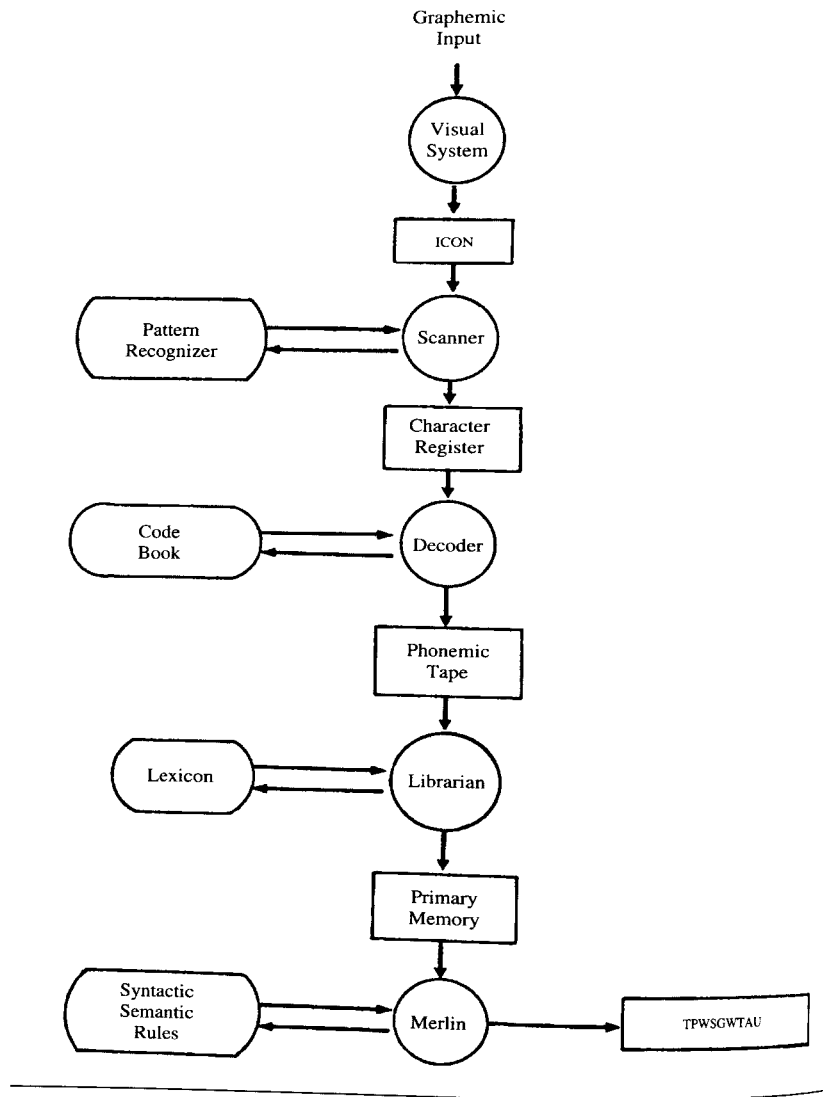 Graphemic
Input
Visual
System
ICON
Pattern
Recognizer
Scanner
Character
Register
Code
Book
Decoder
Phonemic
Tape
Lexicon
Librarian
Primary
Memory
Syntactic
Semantic
Rules
Merlin
TPWSGWTAU